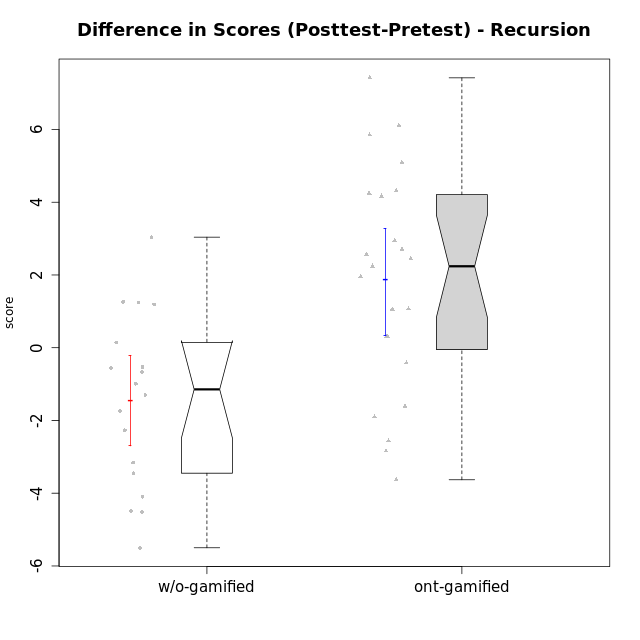 Difference in Scores (Posttest-Pretest) - Recursion
6
4
2
0
-2
-4
-6
score
w/o-gamified
ont-gamified